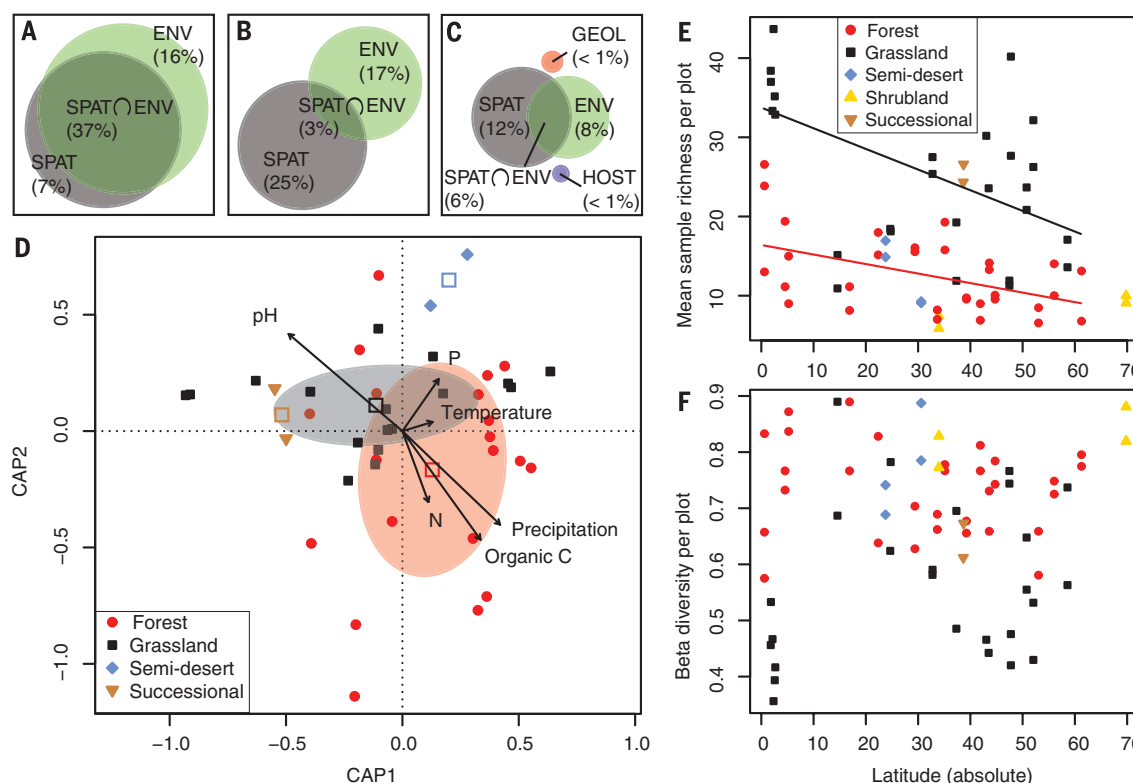 A
ENV
(16%)
SPAT∩ENV
(37%)
SPAT
(7%)
B
ENV
(17%)
SPAT∩ENV
(3%)
SPAT
(25%)
C
GEOL
(< 1%)
SPAT
(12%)
ENV
(8%)
SPAT∩ENV
(6%)
HOST
(< 1%)
D
pH
P
Temperature
N
Precipitation
Organic C
Forest
Grassland
Semi-desert
Successional
0.5
0.0
−0.5
−1.0
CAP2
−1.0
−0.5
0.0
0.5
1.0
CAP1
E
Forest
Grassland
Semi-desert
Shrubland
Successional
40
30
20
10
Mean sample richness per plot
0 10 20 30 40 50 60 70
F
0.9
0.8
0.7
0.6
0.5
0.4
Beta diversity per plot
0 10 20 30 40 50 60 70
Latitude (absolute)